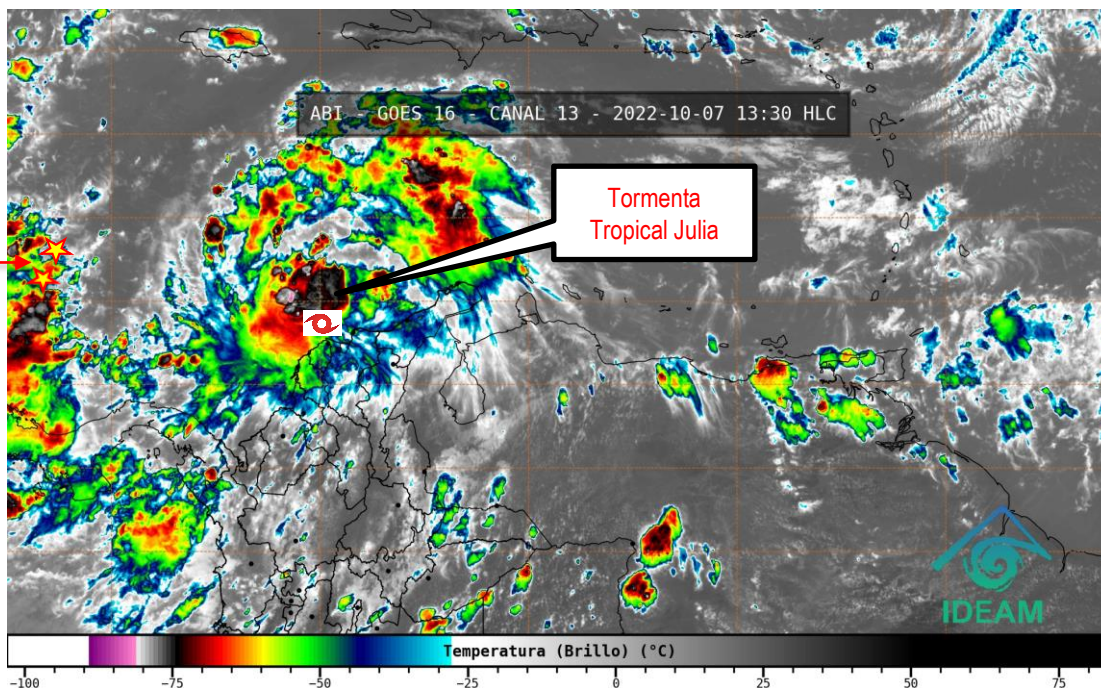 ABI - GOES 16 - CANAL 13 - 2022-10-07 13:30 HLC
Tormenta
Tropical Julia
IDEAM
Temperatura (Brillo) (°C)
−100 −75 −50 −25 0 25 50 75